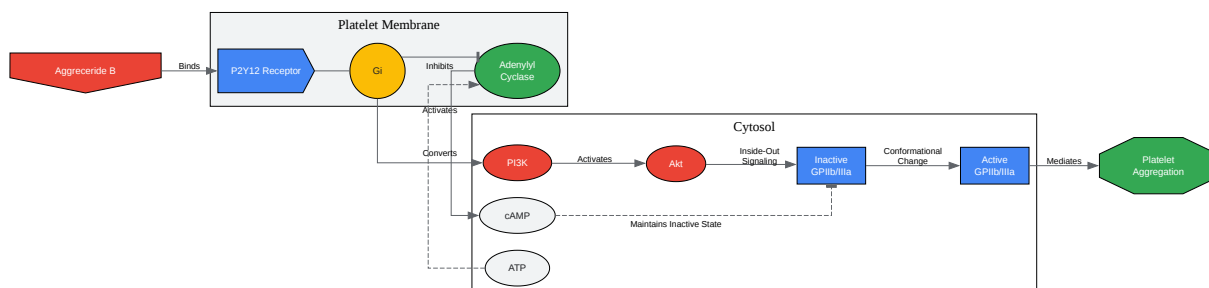 Platelet Membrane
Aggreceride B
Binds
P2Y12 Receptor
Gi
Inhibits
Adenylyl
Cyclase
Activates
Converts
Cytosol
PI3K
Activates
Akt
Inside-Out
Signaling
Inactive
GPIIb/IIIa
Conformational
Change
Active
GPIIb/IIIa
Mediates
Platelet
Aggregation
cAMP
Maintains Inactive State
ATP